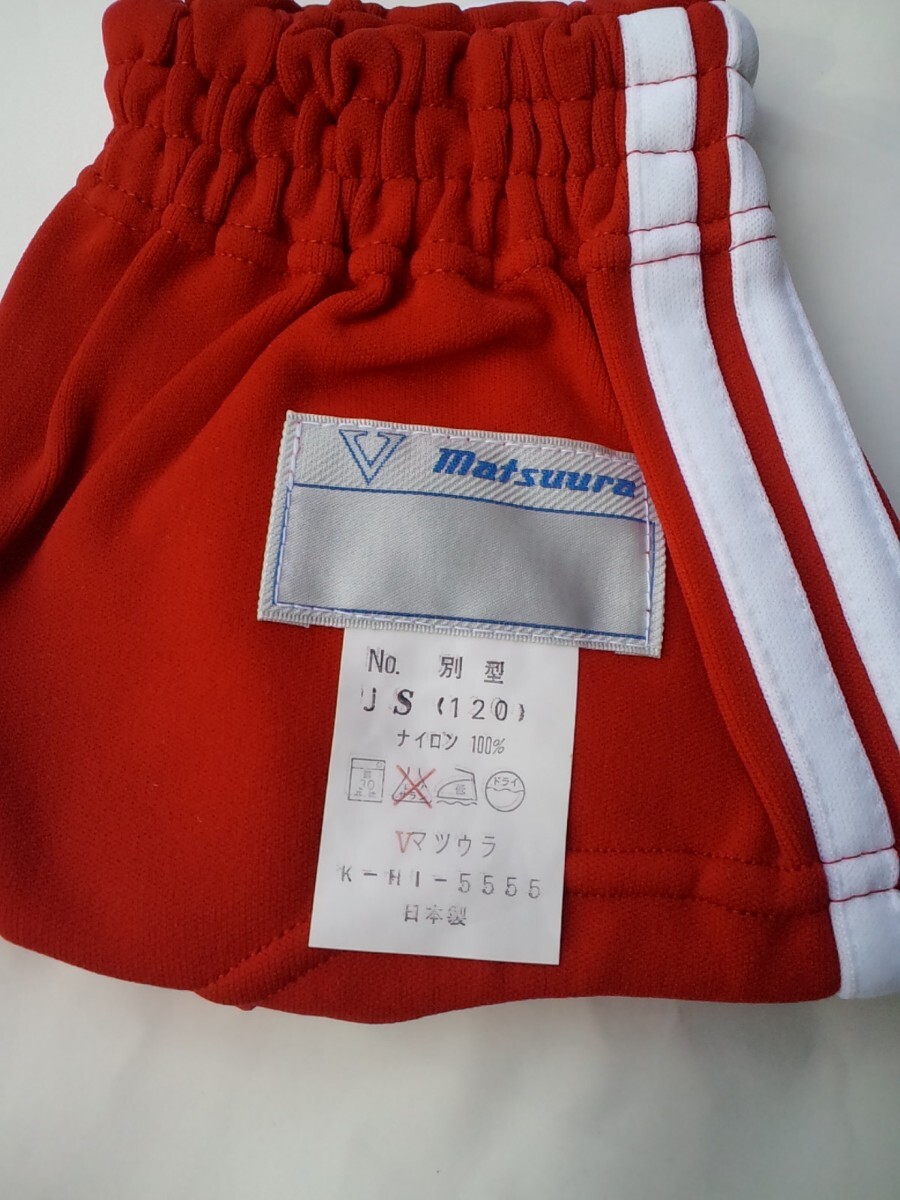 matsuura
No. 別型
JS (120)
ナイロン 100%
低 ドライ
Vマツウラ
K-HI-5555
日本製